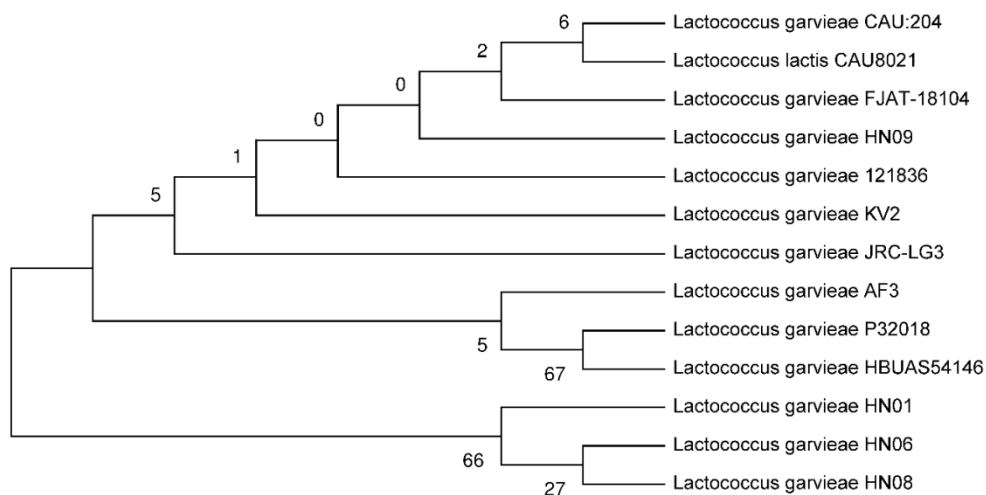 6
Lactococcus garvieae CAU:204
2
Lactococcus lactis CAU8021
0
Lactococcus garvieae FJAT-18104
0
Lactococcus garvieae HN09
1
Lactococcus garvieae 121836
5
Lactococcus garvieae KV2
Lactococcus garvieae JRC-LG3
Lactococcus garvieae AF3
Lactococcus garvieae P32018
5
Lactococcus garvieae HBUAS54146
67
Lactococcus garvieae HN01
Lactococcus garvieae HN06
66
Lactococcus garvieae HN08
27